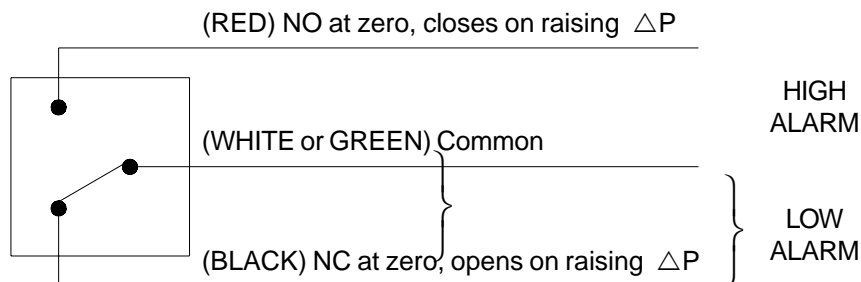 (RED) NO at zero, closes on raising △P
HIGH
ALARM
(WHITE or GREEN) Common
LOW
ALARM
(BLACK) NC at zero, opens on raising △P